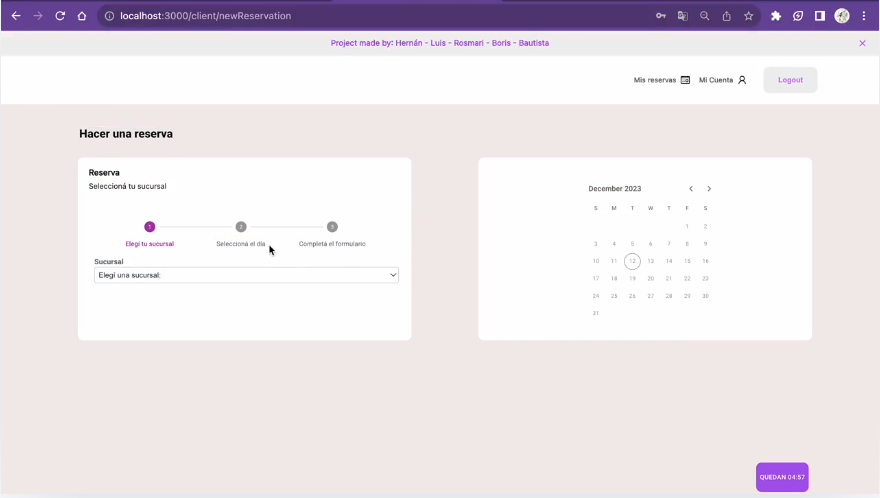 localhost:3000/client/newReservation
Project made by: Hernán - Luis - Rosmari - Boris - Bautista
Mis reservas Mi Cuenta Logout
Hacer una reserva
Reserva
Seleccioná tu sucursal
1 2 3
Elegi tu sucursal Seleccioná el día Completá el formulario
Sucursal
Elegi una sucursal:
December 2023
S M T W T F S
1 2
3 4 5 6 7 8 9
10 11 12 13 14 15 16
17 18 19 20 21 22 23
24 25 26 27 28 29 30
31
QUEDAN 04:57